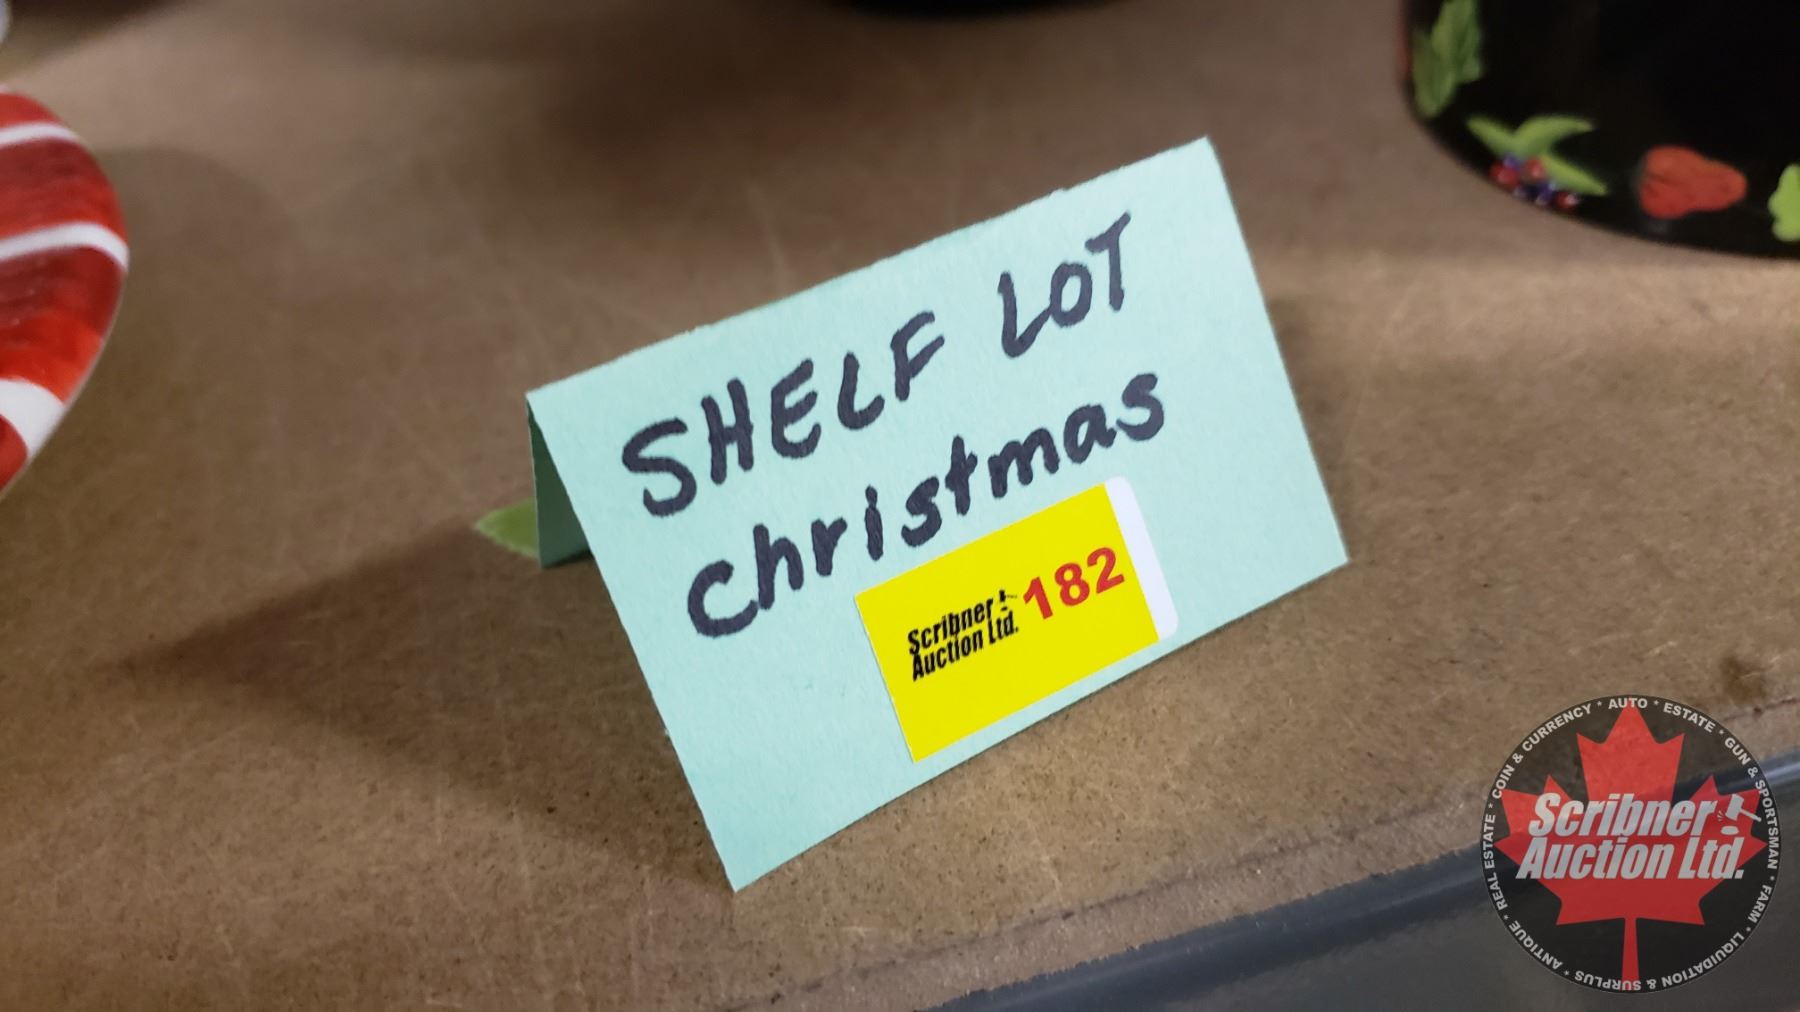 SHELF LOT
christmas
Scribner
Auction Ltd.
182
COIN & CURRENCY * AUTO * ESTATE * GUN & SPORTSMAN * FARM * LIQUIDATION & SURPLUS * ANTIQUE * REAL ESTATE *
Scribner
Auction Ltd.